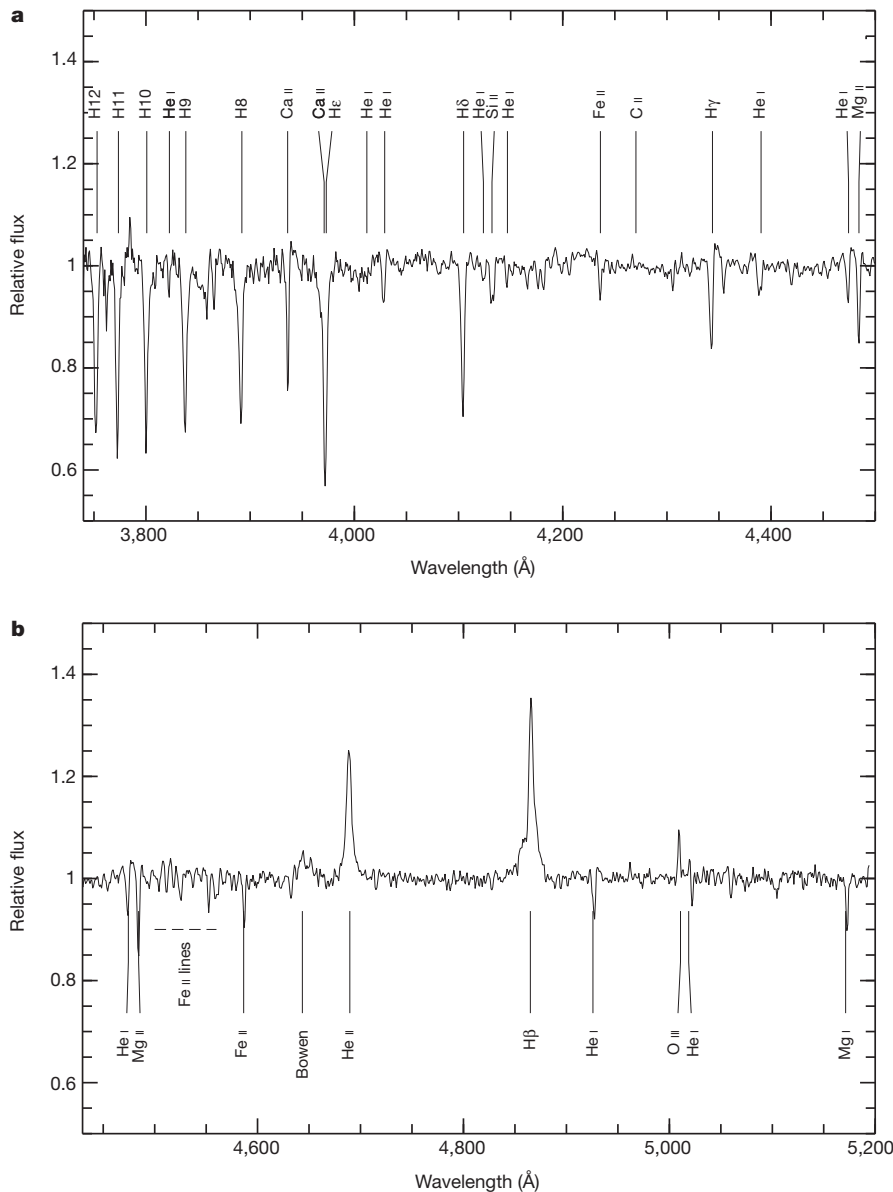 a
1.4
1.2
1
0.8
0.6
Relative flux
H12
H11
H10
He I
H9
H8
Ca II
Ca II
Hε
He I
He I
Hδ
He I
Si II
He I
Fe II
C II
Hγ
He I
He I
Mg II
3,800
4,000
4,200
4,400
Wavelength (Å)
b
1.4
1.2
1
0.8
0.6
Relative flux
He I
Mg II
Fe II lines
Fe II
Bowen
He II
Hβ
He I
O III
He I
Mg I
4,600
4,800
5,000
5,200
Wavelength (Å)